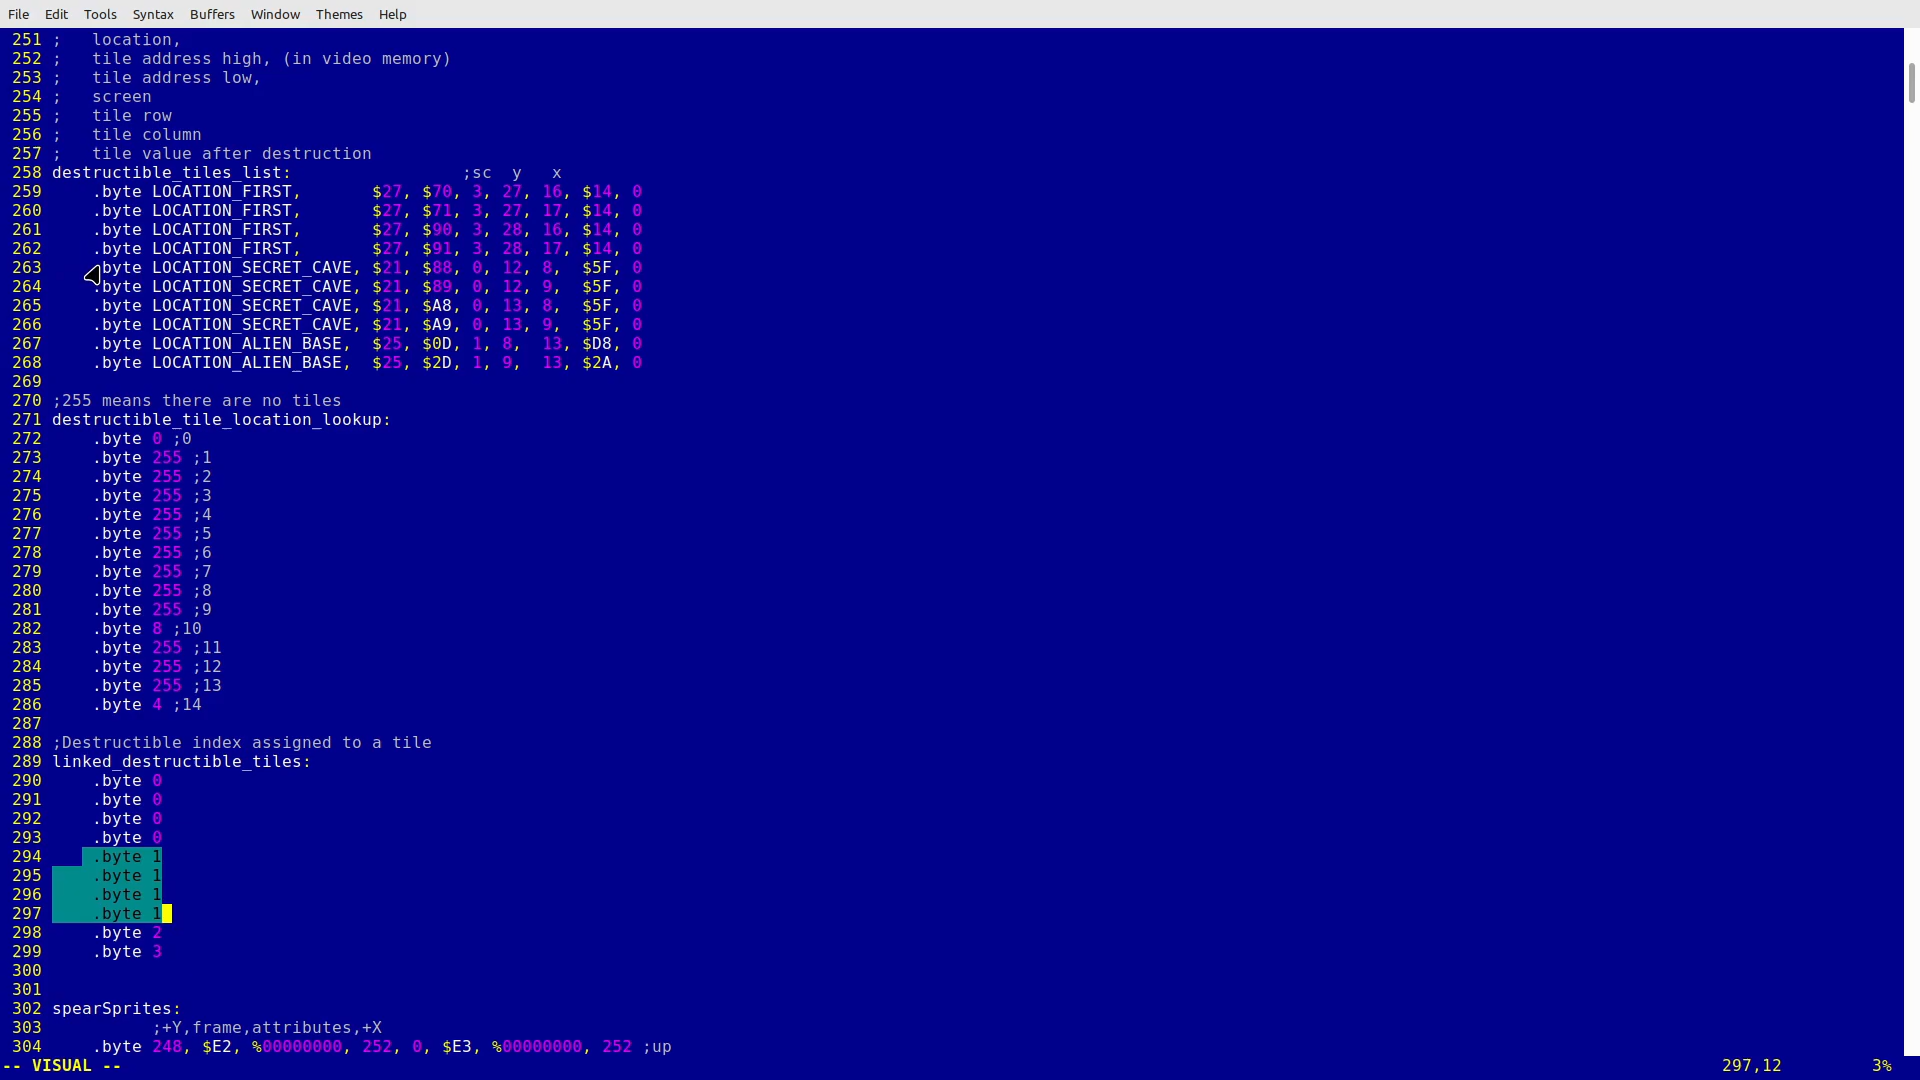 File Edit Tools Syntax Buffers Window Themes Help
251 ;   location,
252 ;   tile address high, (in video memory)
253 ;   tile address low,
254 ;   screen
255 ;   tile row
256 ;   tile column
257 ;   tile value after destruction
258 destructible_tiles_list:                 ;sc  y   x
259     .byte LOCATION_FIRST,       $27, $70, 3, 27, 16, $14, 0
260     .byte LOCATION_FIRST,       $27, $71, 3, 27, 17, $14, 0
261     .byte LOCATION_FIRST,       $27, $90, 3, 28, 16, $14, 0
262     .byte LOCATION_FIRST,       $27, $91, 3, 28, 17, $14, 0
263     .byte LOCATION_SECRET_CAVE, $21, $88, 0, 12, 8,  $5F, 0
264     .byte LOCATION_SECRET_CAVE, $21, $89, 0, 12, 9,  $5F, 0
265     .byte LOCATION_SECRET_CAVE, $21, $A8, 0, 13, 8,  $5F, 0
266     .byte LOCATION_SECRET_CAVE, $21, $A9, 0, 13, 9,  $5F, 0
267     .byte LOCATION_ALIEN_BASE,  $25, $0D, 1, 8,  13, $D8, 0
268     .byte LOCATION_ALIEN_BASE,  $25, $2D, 1, 9,  13, $2A, 0
269
270 ;255 means there are no tiles
271 destructible_tile_location_lookup:
272     .byte 0 ;0
273     .byte 255 ;1
274     .byte 255 ;2
275     .byte 255 ;3
276     .byte 255 ;4
277     .byte 255 ;5
278     .byte 255 ;6
279     .byte 255 ;7
280     .byte 255 ;8
281     .byte 255 ;9
282     .byte 8 ;10
283     .byte 255 ;11
284     .byte 255 ;12
285     .byte 255 ;13
286     .byte 4 ;14
287
288 ;Destructible index assigned to a tile
289 linked_destructible_tiles:
290     .byte 0
291     .byte 0
292     .byte 0
293     .byte 0
294     .byte 1
295     .byte 1
296     .byte 1
297     .byte 1
298     .byte 2
299     .byte 3
300
301
302 spearSprites:
303           ;+Y,frame,attributes,+X
304     .byte 248, $E2, %00000000, 252, 0, $E3, %00000000, 252 ;up
-- VISUAL -- 297,12 3%